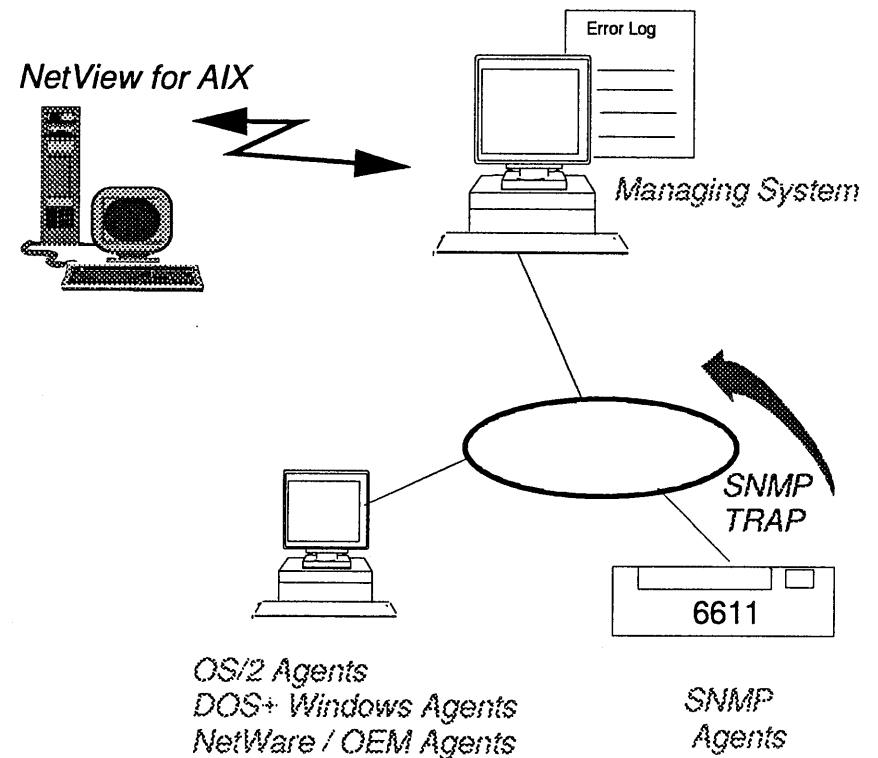 Error Log
NetView for AIX
Managing System
SNMP
TRAP
6611
OS/2 Agents
DOS+ Windows Agents
NetWare / OEM Agents
SNMP
Agents